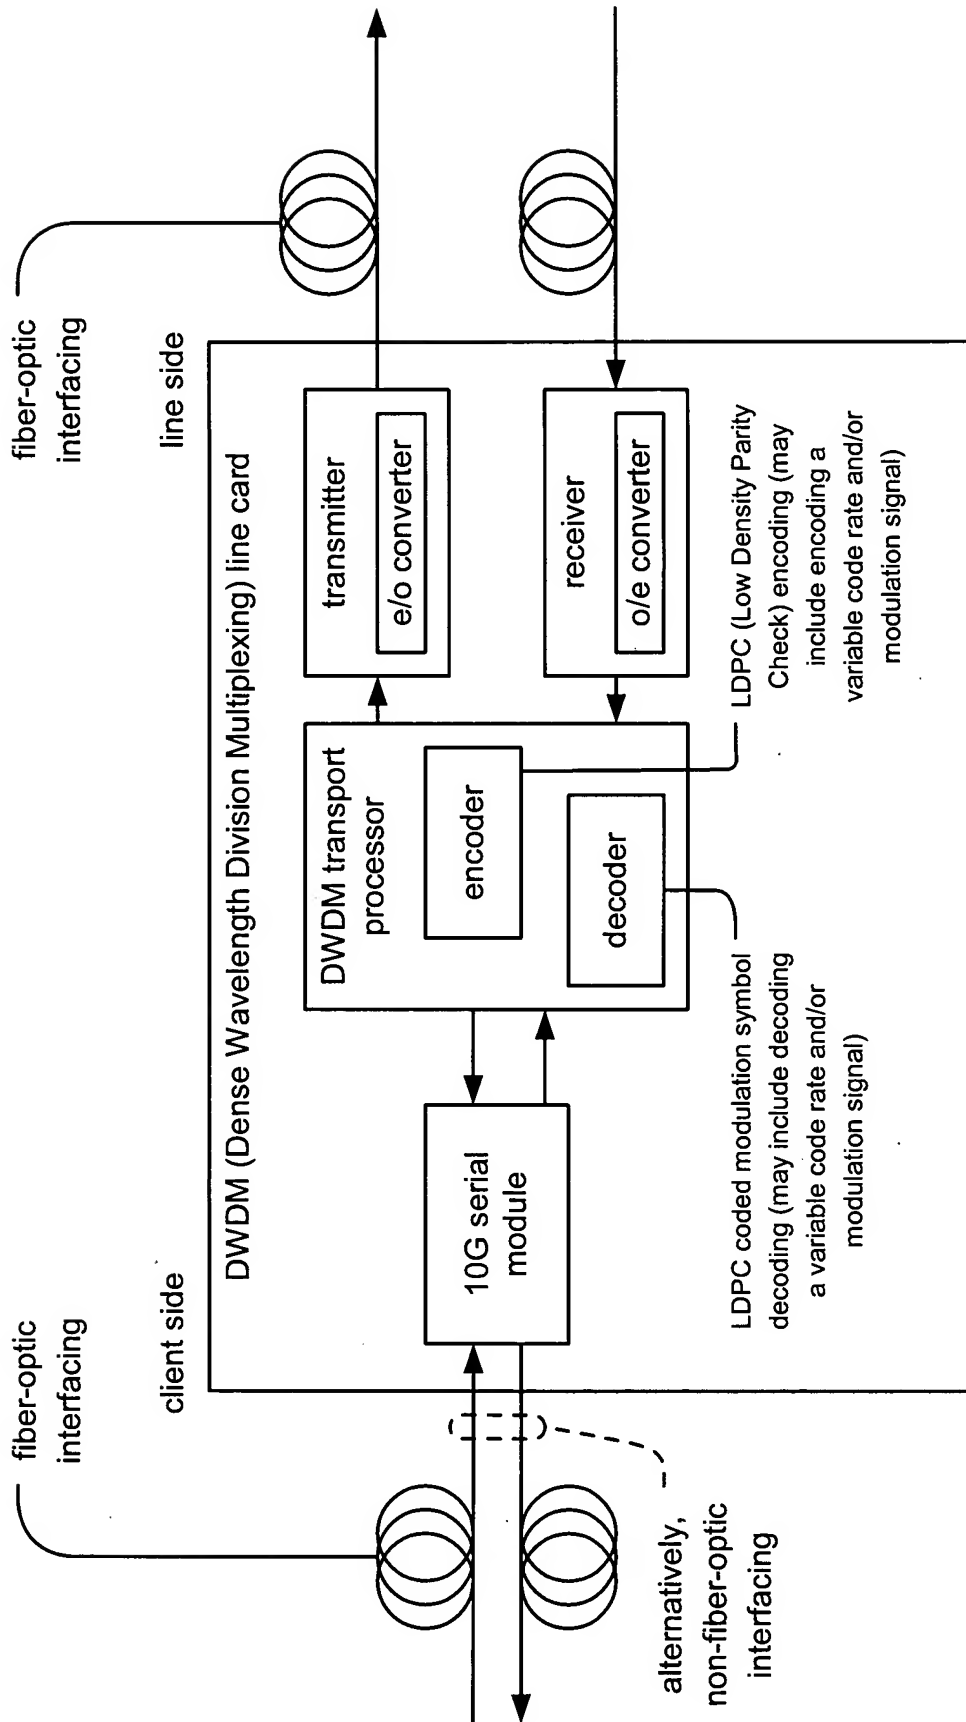 fiber-optic
interfacing
fiber-optic
interfacing
client side
line side
DWDM (Dense Wavelength Division Multiplexing) line card
10G serial
module
DWDM transport
processor
encoder
decoder
transmitter
e/o converter
receiver
o/e converter
alternatively,
non-fiber-optic
interfacing
LDPC coded modulation symbol
decoding (may include decoding
a variable code rate and/or
modulation signal)
LDPC (Low Density Parity
Check) encoding (may
include encoding a
variable code rate and/or
modulation signal)